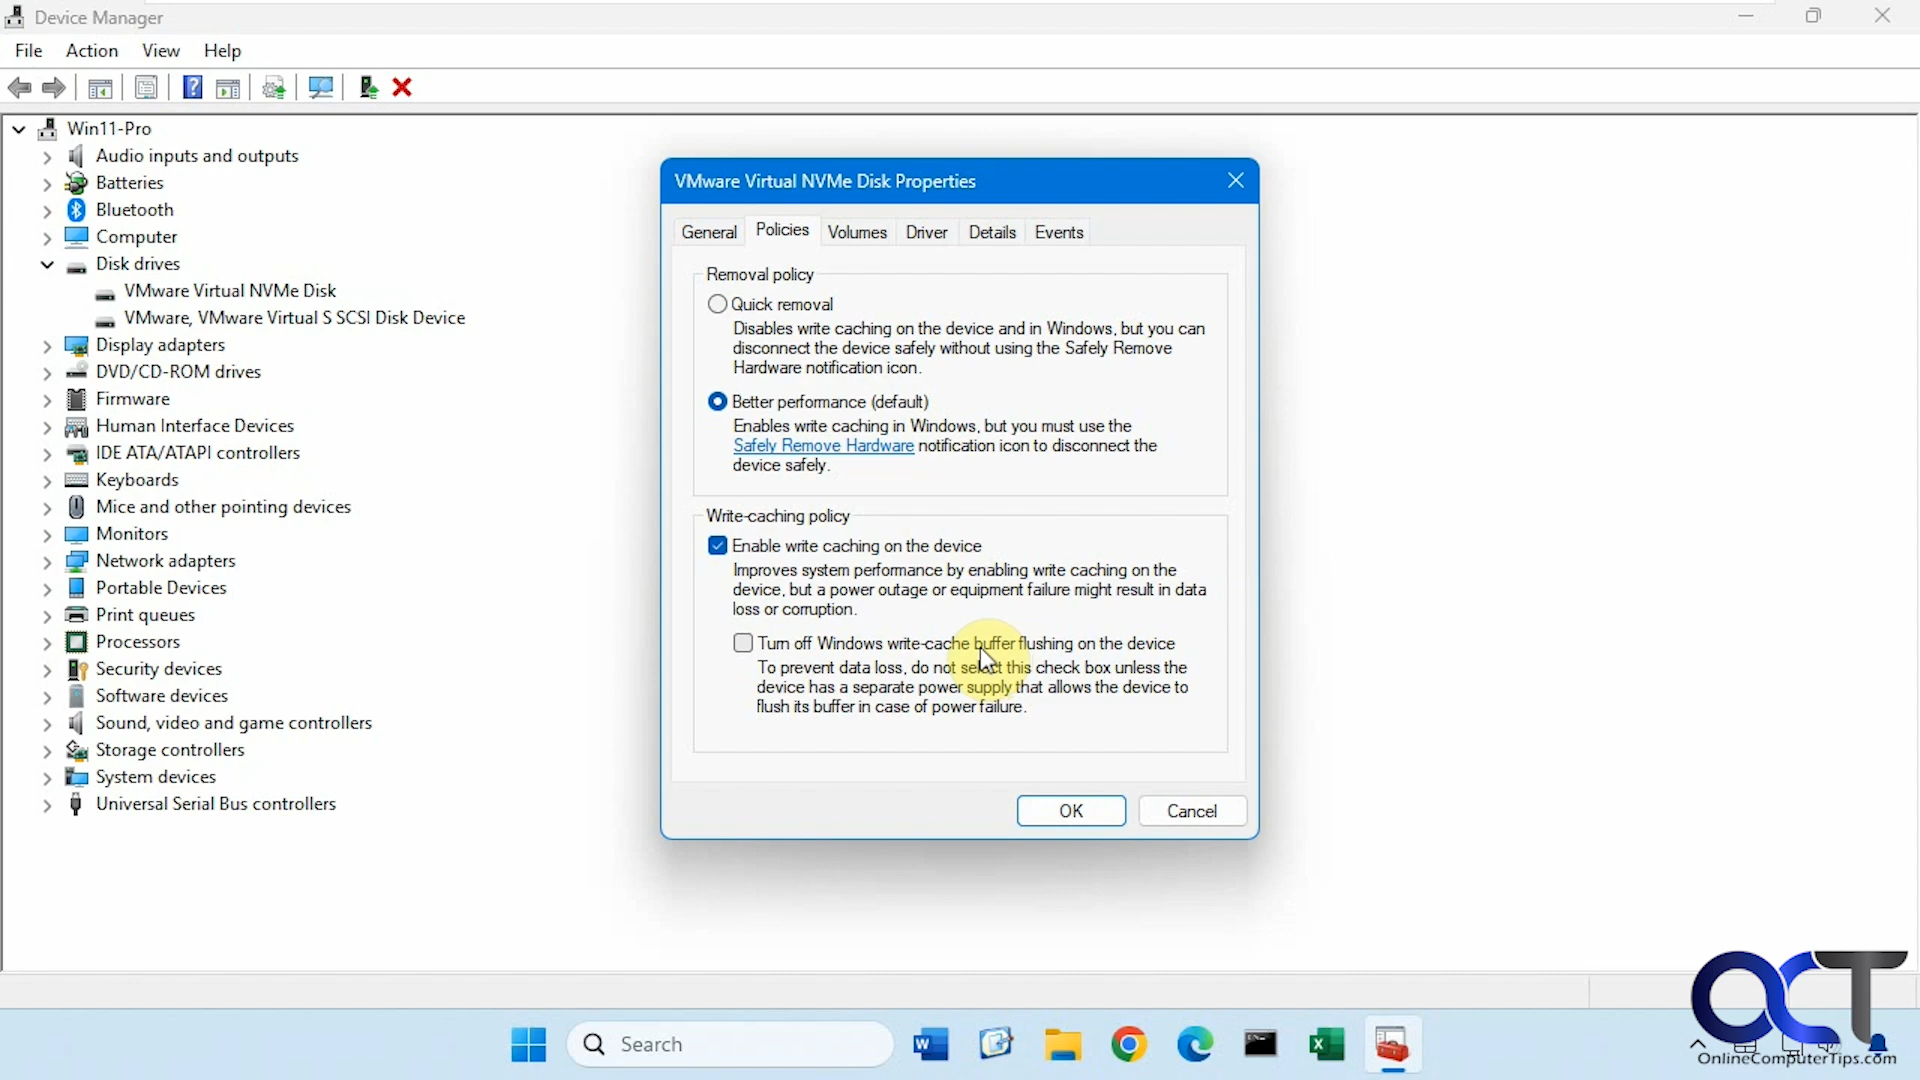 Device Manager
File Action View Help
Win11-Pro
Audio inputs and outputs
Batteries
Bluetooth
Computer
Disk drives
VMware Virtual NVMe Disk
VMware, VMware Virtual S SCSI Disk Device
Display adapters
DVD/CD-ROM drives
Firmware
Human Interface Devices
IDE ATA/ATAPI controllers
Keyboards
Mice and other pointing devices
Monitors
Network adapters
Portable Devices
Print queues
Processors
Security devices
Software devices
Sound, video and game controllers
Storage controllers
System devices
Universal Serial Bus controllers
VMware Virtual NVMe Disk Properties
General Policies Volumes Driver Details Events
Removal policy
Quick removal
Disables write caching on the device and in Windows, but you can
disconnect the device safely without using the Safely Remove
Hardware notification icon.
Better performance (default)
Enables write caching in Windows, but you must use the
Safely Remove Hardware notification icon to disconnect the
device safely.
Write-caching policy
Enable write caching on the device
Improves system performance by enabling write caching on the
device, but a power outage or equipment failure might result in data
loss or corruption.
Turn off Windows write-cache buffer flushing on the device
To prevent data loss, do not select this check box unless the
device has a separate power supply that allows the device to
flush its buffer in case of power failure.
OK Cancel
Search
OCT
OnlineComputerTips.com